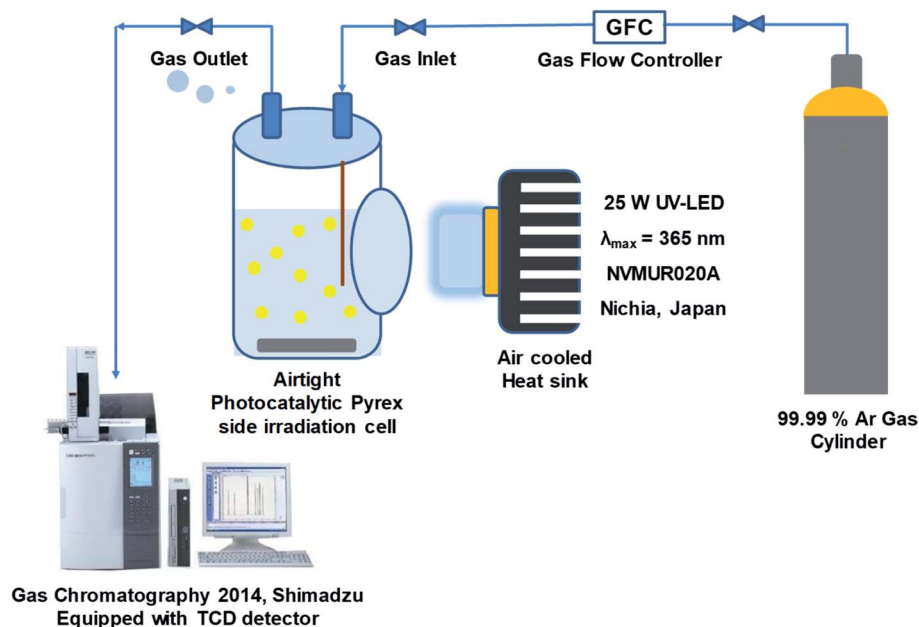 GFC
Gas Outlet
Gas Inlet
Gas Flow Controller
25 W UV-LED
λmax = 365 nm
NVMUR020A
Nichia, Japan
Air cooled
Heat sink
Airtight
Photocatalytic Pyrex
side irradiation cell
99.99 % Ar Gas
Cylinder
Gas Chromatography 2014, Shimadzu
Equipped with TCD detector